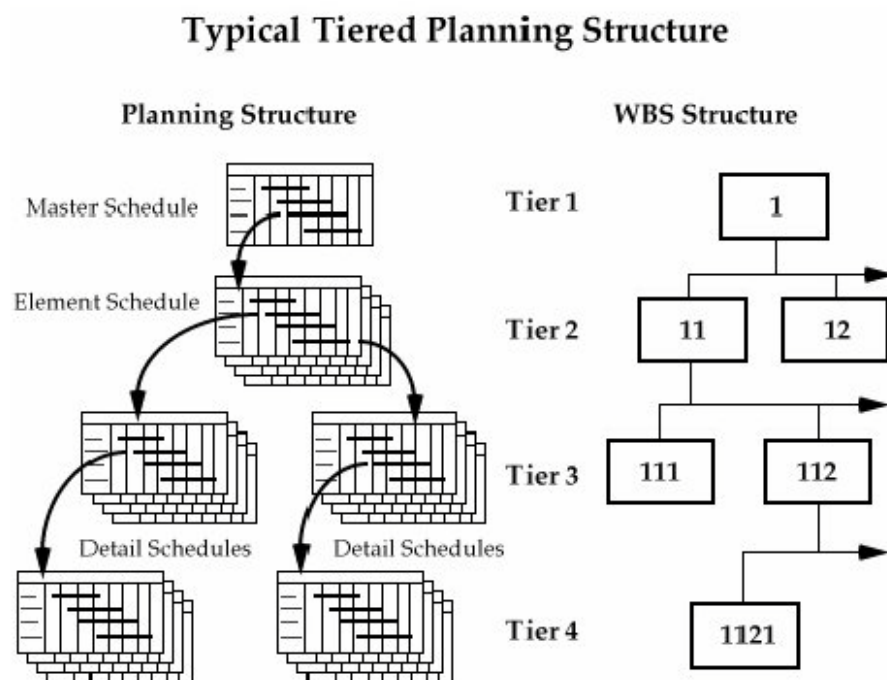 Typical Tiered Planning Structure
Planning Structure
WBS Structure
Master Schedule
Tier 1
1
Element Schedule
Tier 2
11
12
Tier 3
111
112
Detail Schedules
Detail Schedules
Tier 4
1121